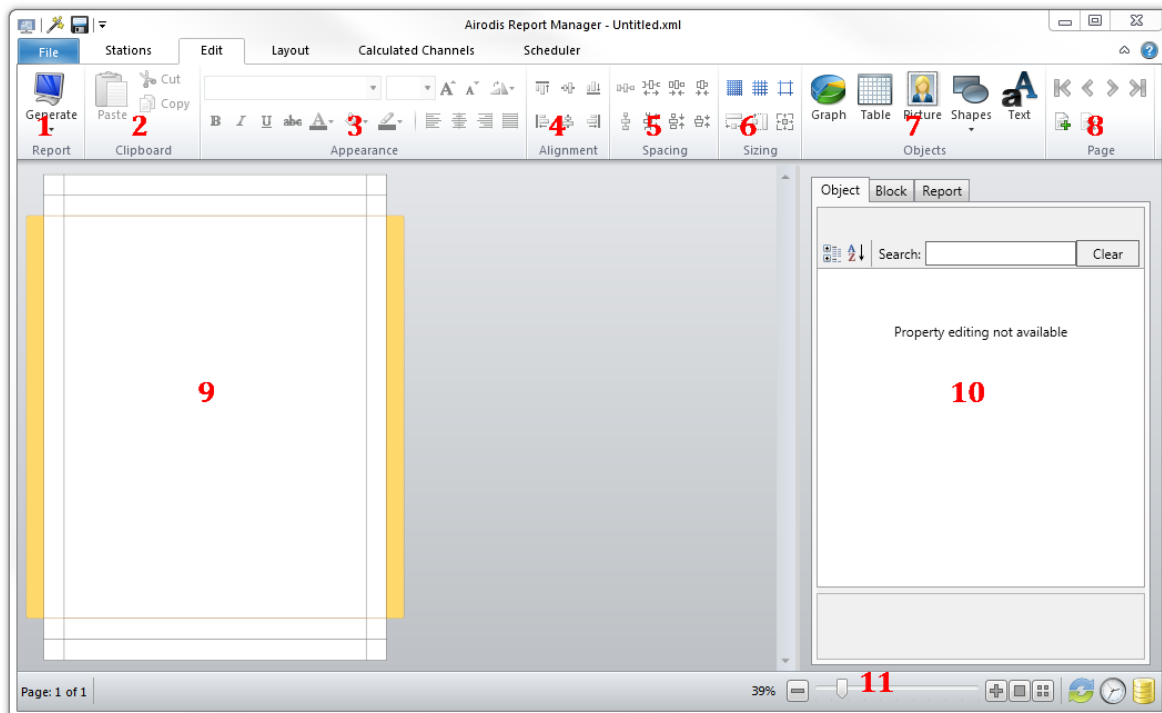 Airodis Report Manager - Untitled.xml
File Stations Edit Layout Calculated Channels Scheduler
Generate Paste Cut Copy
B I U abc A Graph Table Picture Shapes Text
1 2 3 4 5 6 7 8
Report Clipboard Appearance Alignment Spacing Sizing Objects Page
Object Block Report
Search: Clear
Property editing not available
9 10
11
Page: 1 of 1 39%